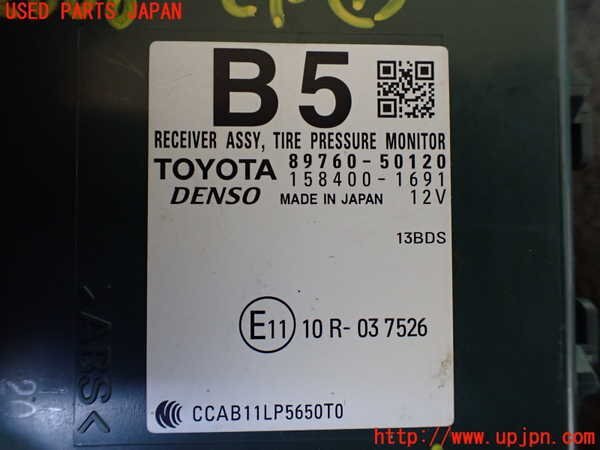 USED PARTS JAPAN
B5
RECEIVER ASSY, TIRE PRESSURE MONITOR
TOYOTA 89760-50120
158400-1691
DENSO MADE IN JAPAN 12V
13BDS
E11 10 R-03 7526
CCAB11LP5650T0
>ABS<
20
http://www.upjpn.com/